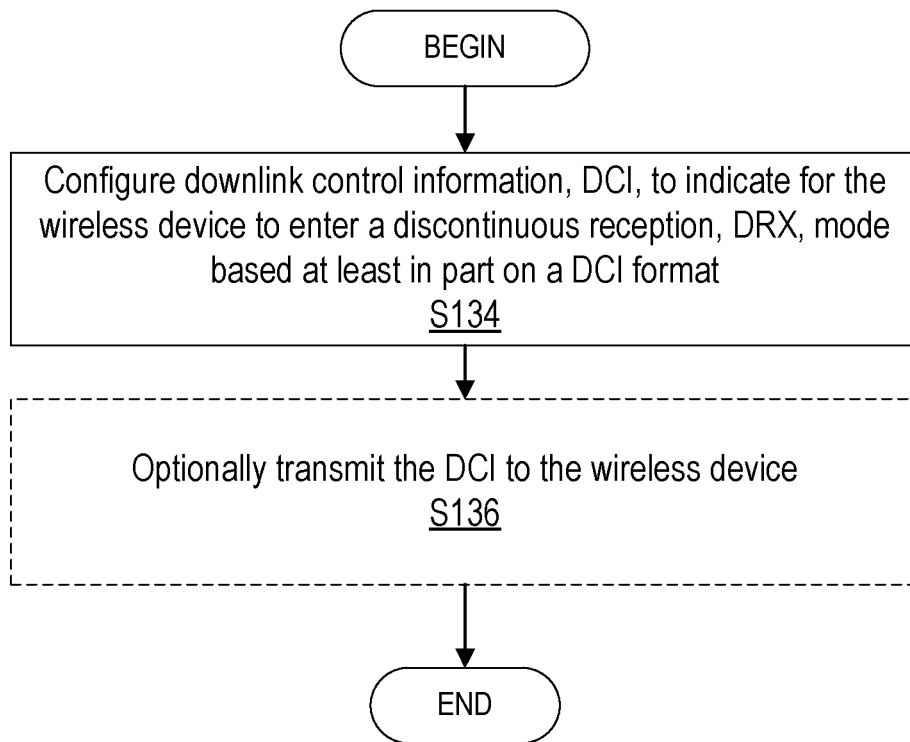 BEGIN
Configure downlink control information, DCI, to indicate for the
wireless device to enter a discontinuous reception, DRX, mode
based at least in part on a DCI format
S134
Optionally transmit the DCI to the wireless device
S136
END